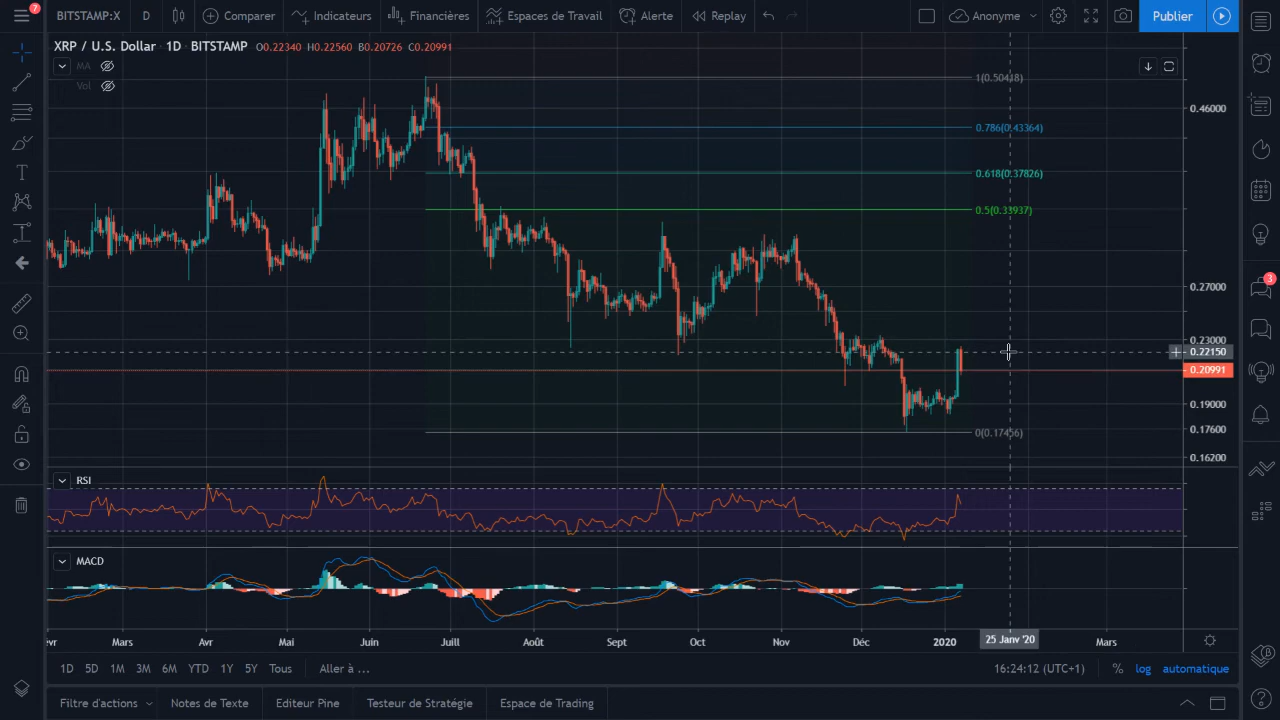 7
BITSTAMP:X D Comparer Indicateurs Financières Espaces de Travail Alerte Replay Anonyme Publier
XRP / U.S. Dollar · 1D · BITSTAMP O0.22340 H0.22560 B0.20726 C0.20991
MA
Vol
1(0.50418)
0.46000
0.786(0.43364)
0.618(0.37826)
0.5(0.33937)
3
0.27000
0.23000
0.22150
0.20991
0.19000
0.17600
0(0.17456)
0.16200
RSI
MACD
évr Mars Avr Mai Juin Juill Août Sept Oct Nov Déc 2020 25 Janv '20 Mars
1D 5D 1M 3M 6M YTD 1Y 5Y Tous Aller à ... 16:24:12 (UTC+1) % log automatique
Filtre d'actions Notes de Texte Editeur Pine Testeur de Stratégie Espace de Trading